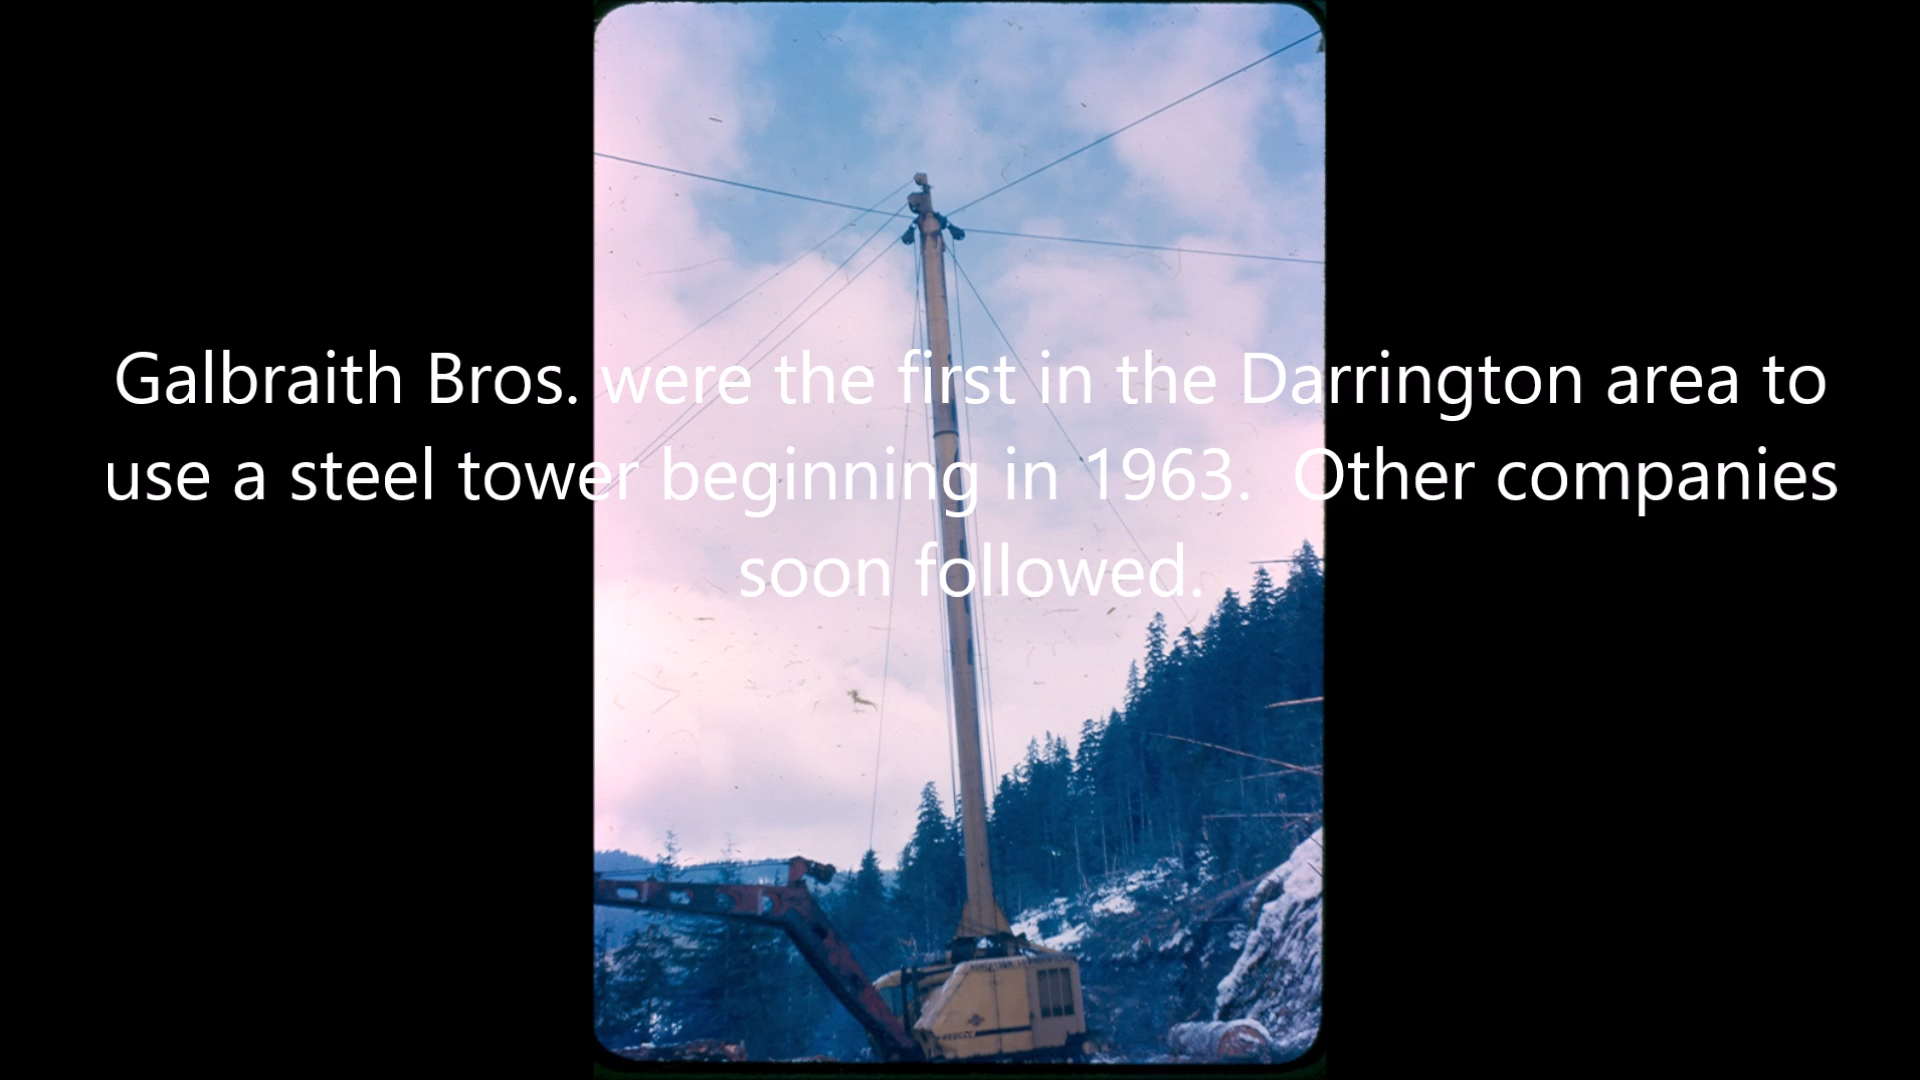 Galbraith Bros. were the first in the Darrington area to
use a steel tower beginning in 1963.  Other companies
soon followed.